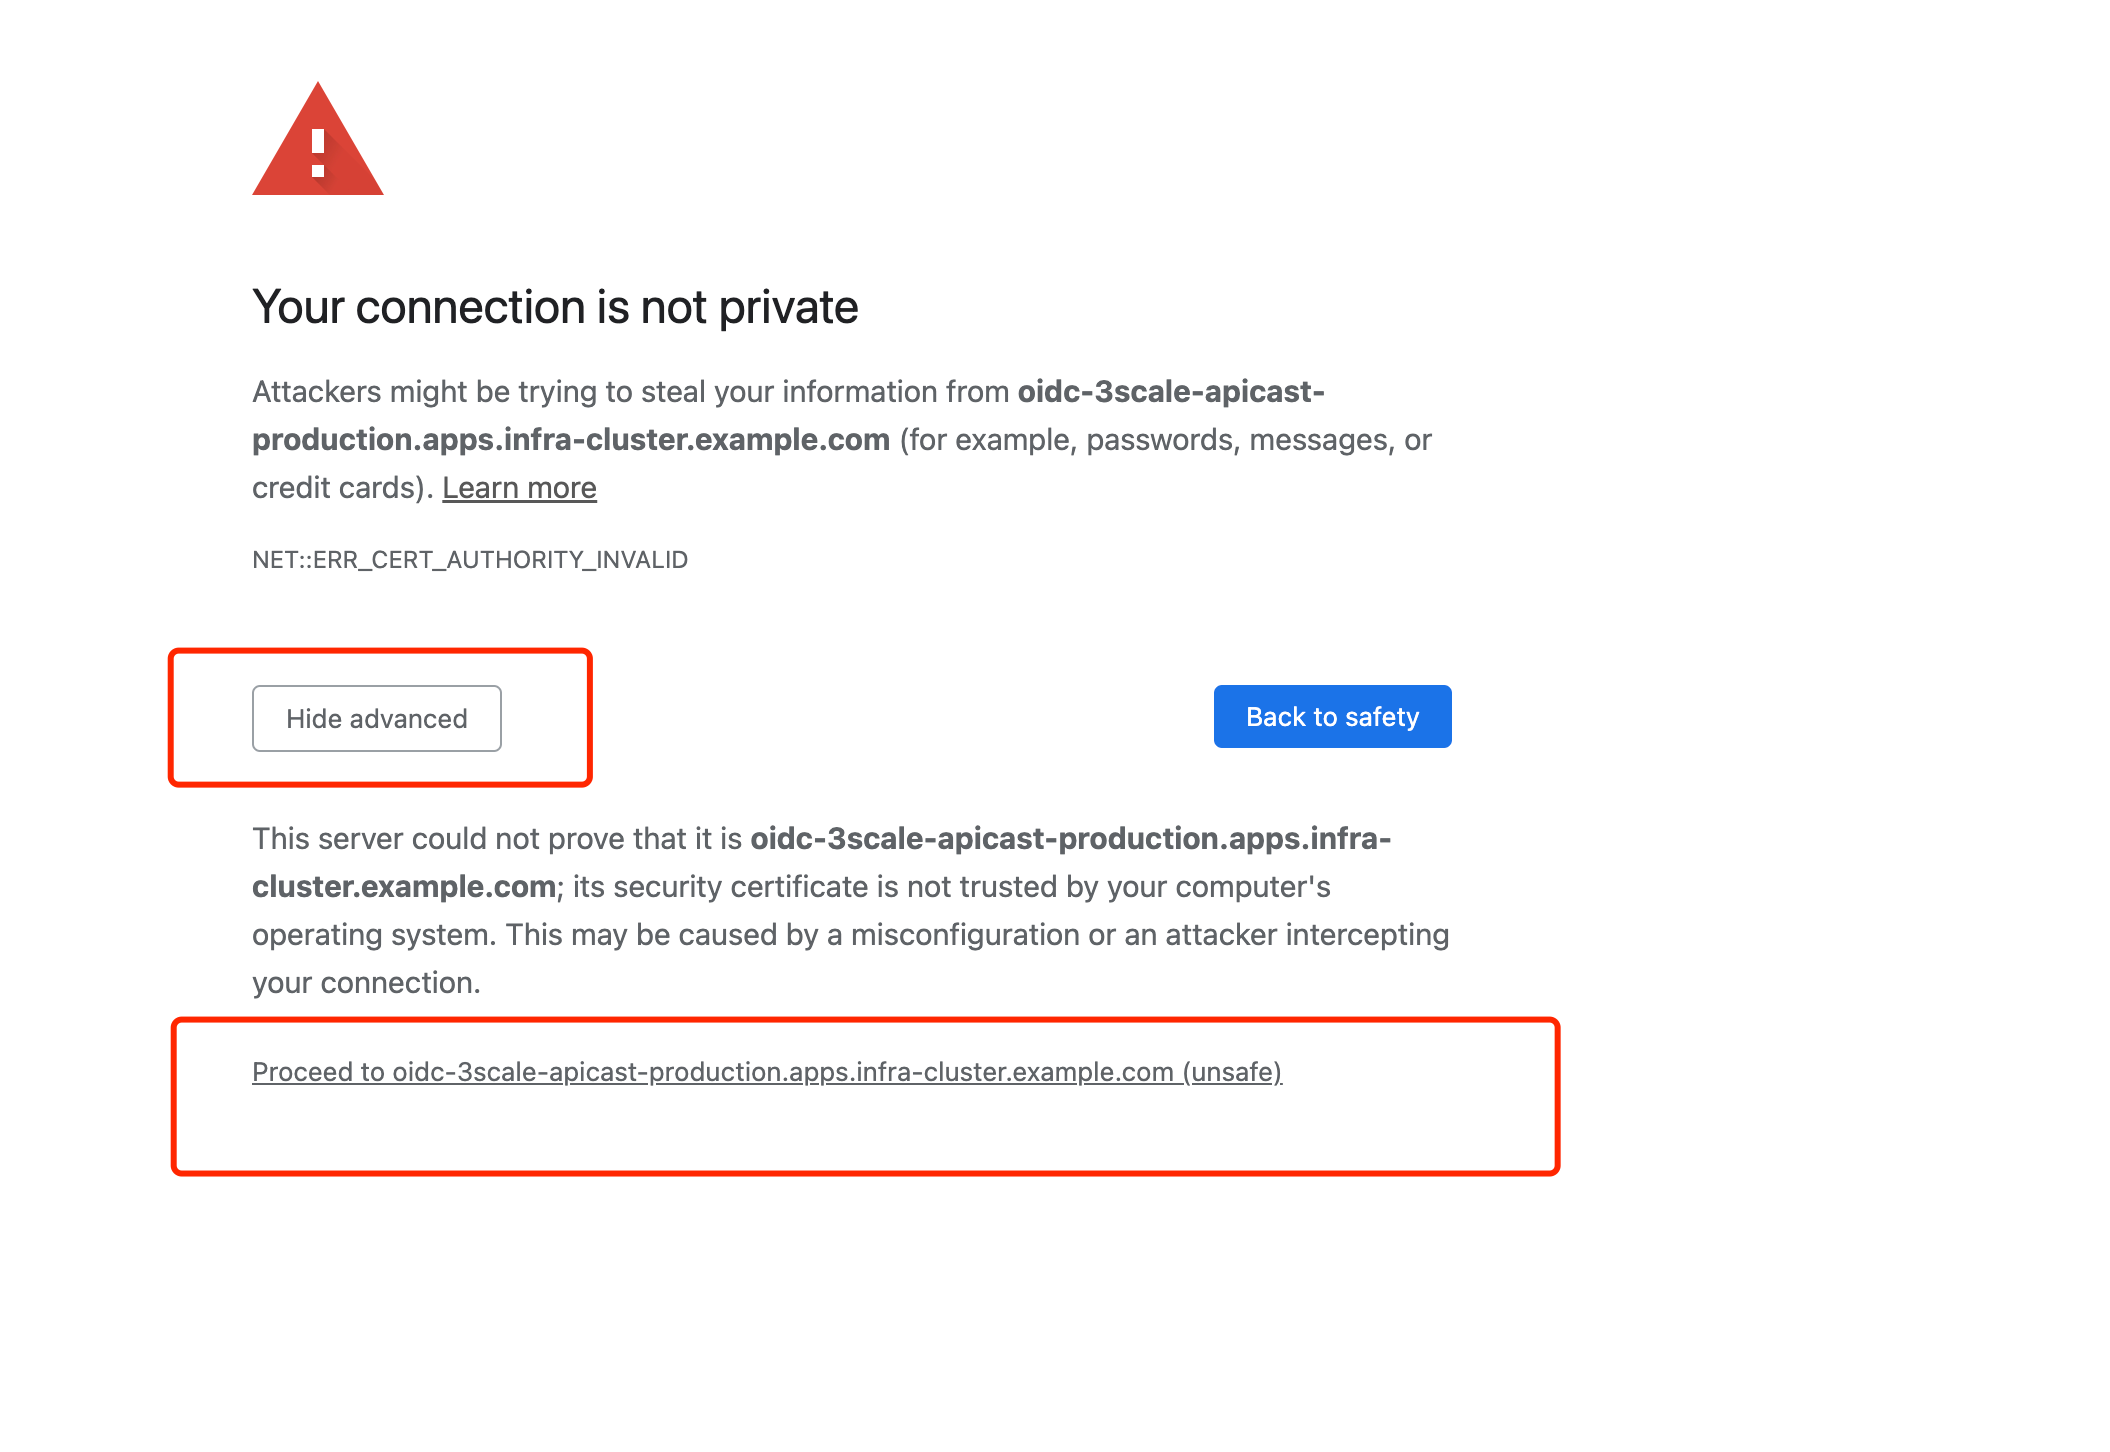 Your connection is not private
Attackers might be trying to steal your information from oidc-3scale-apicast-
production.apps.infra-cluster.example.com (for example, passwords, messages, or
credit cards). Learn more
NET::ERR_CERT_AUTHORITY_INVALID
Hide advanced
Back to safety
This server could not prove that it is oidc-3scale-apicast-production.apps.infra-
cluster.example.com; its security certificate is not trusted by your computer's
operating system. This may be caused by a misconfiguration or an attacker intercepting
your connection.
Proceed to oidc-3scale-apicast-production.apps.infra-cluster.example.com (unsafe)